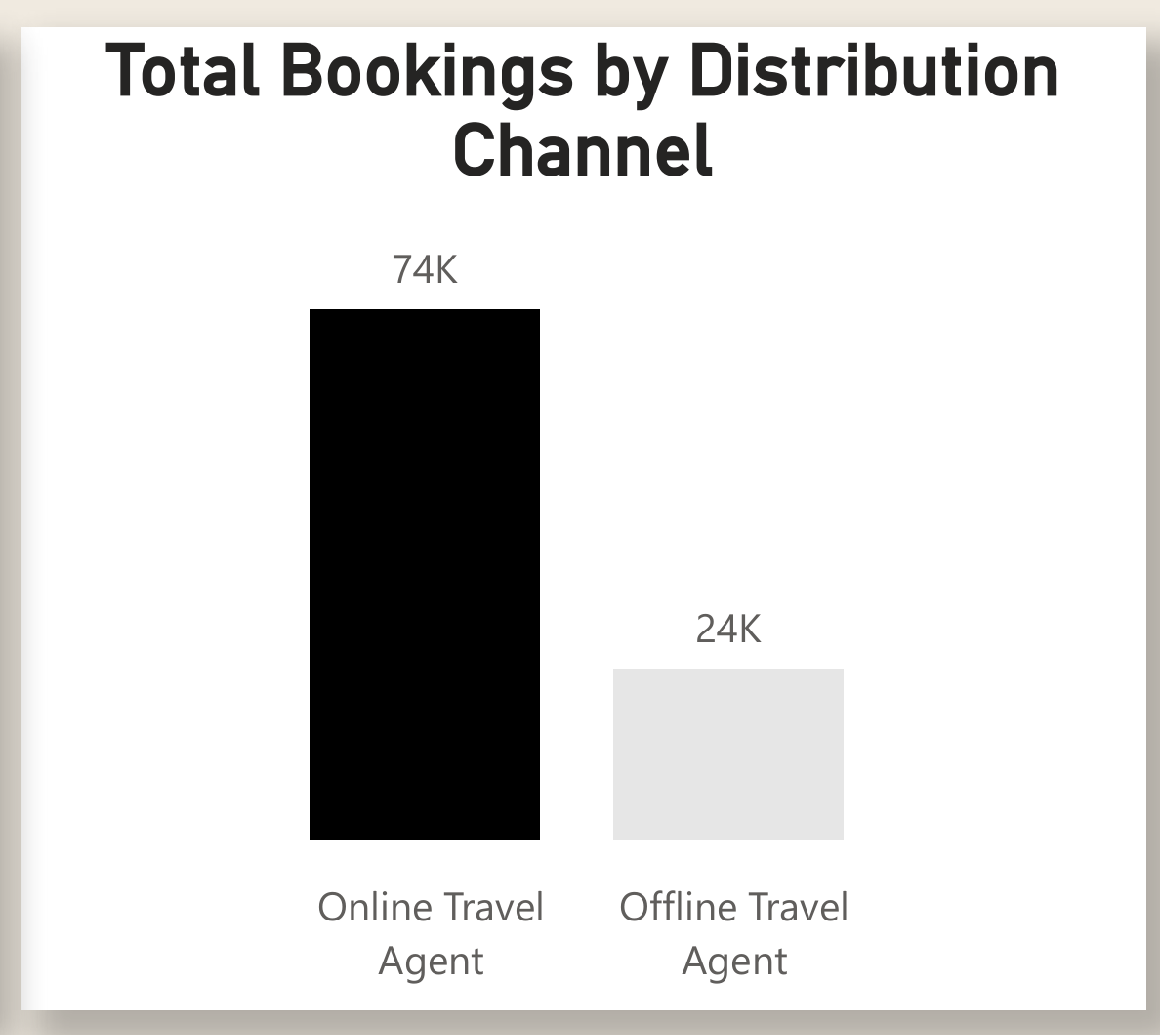 Total Bookings by Distribution
Channel
74K
24K
Online Travel
Agent
Offline Travel
Agent